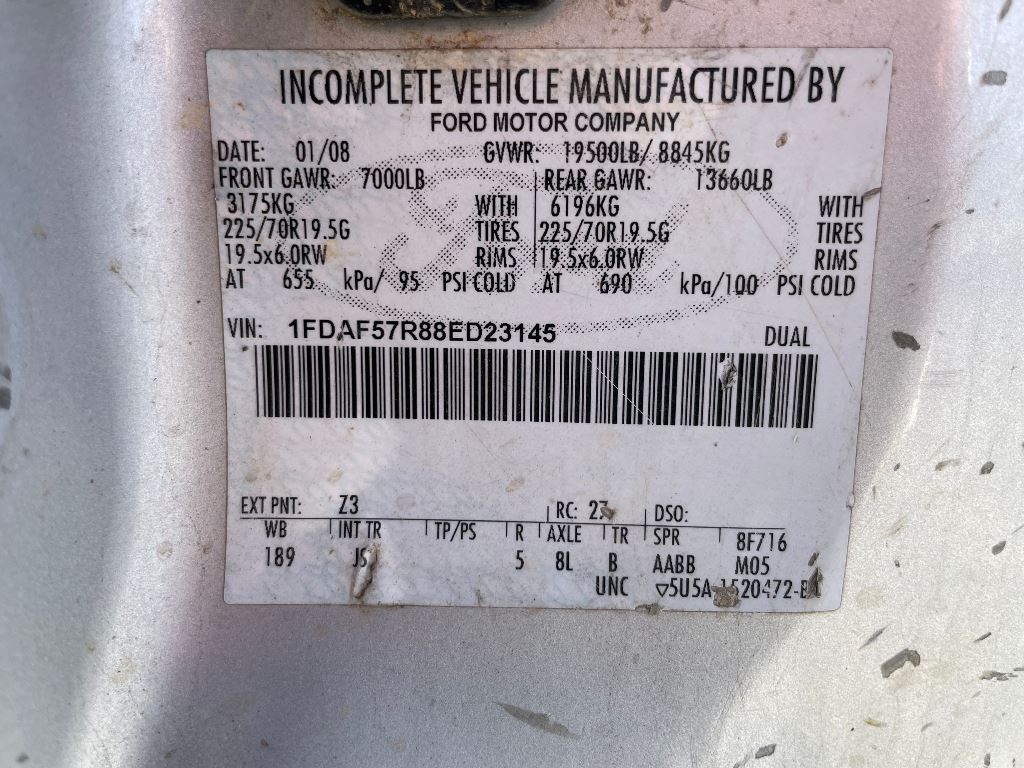 INCOMPLETE VEHICLE MANUFACTURED BY
FORD MOTOR COMPANY
DATE: 01/08 GVWR: 19500LB/ 8845KG
FRONT GAWR: 7000LB REAR GAWR: 13660LB
3175KG WITH 6196KG WITH
225/70R19.5G TIRES 225/70R19.5G TIRES
19.5x6.0RW RIMS 19.5x6.0RW RIMS
AT 655 kPa/ 95 PSI COLD AT 690 kPa/100 PSI COLD
VIN: 1FDAF57R88ED23145 DUAL
EXT PNT: Z3 RC: DSO:
WB INT TR TP/PS R AXLE TR SPR 8F716
189 5 8L B AABB M05
UNC